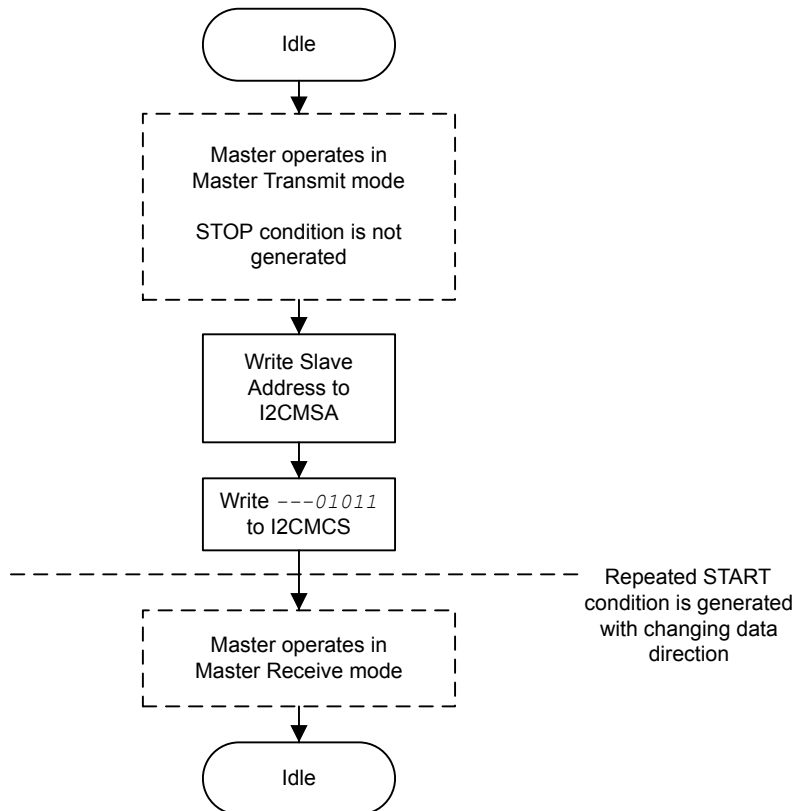 Idle
Master operates in
Master Transmit mode
STOP condition is not
generated
Write Slave
Address to
I2CMSA
Write ---01011
to I2CMCS
Repeated START
condition is generated
with changing data
direction
Master operates in
Master Receive mode
Idle